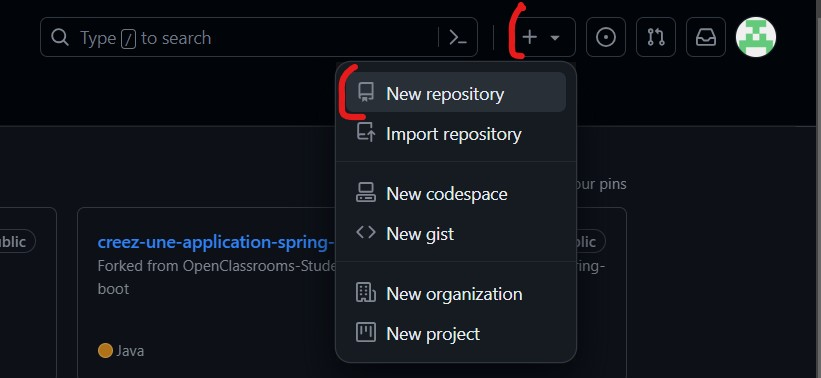 Type / to search
New repository
Import repository
our pins
New codespace
blic
creez-une-application-spring-
New gist
blic
Forked from OpenClassrooms-Stude
ring-
boot
New organization
Java
New project